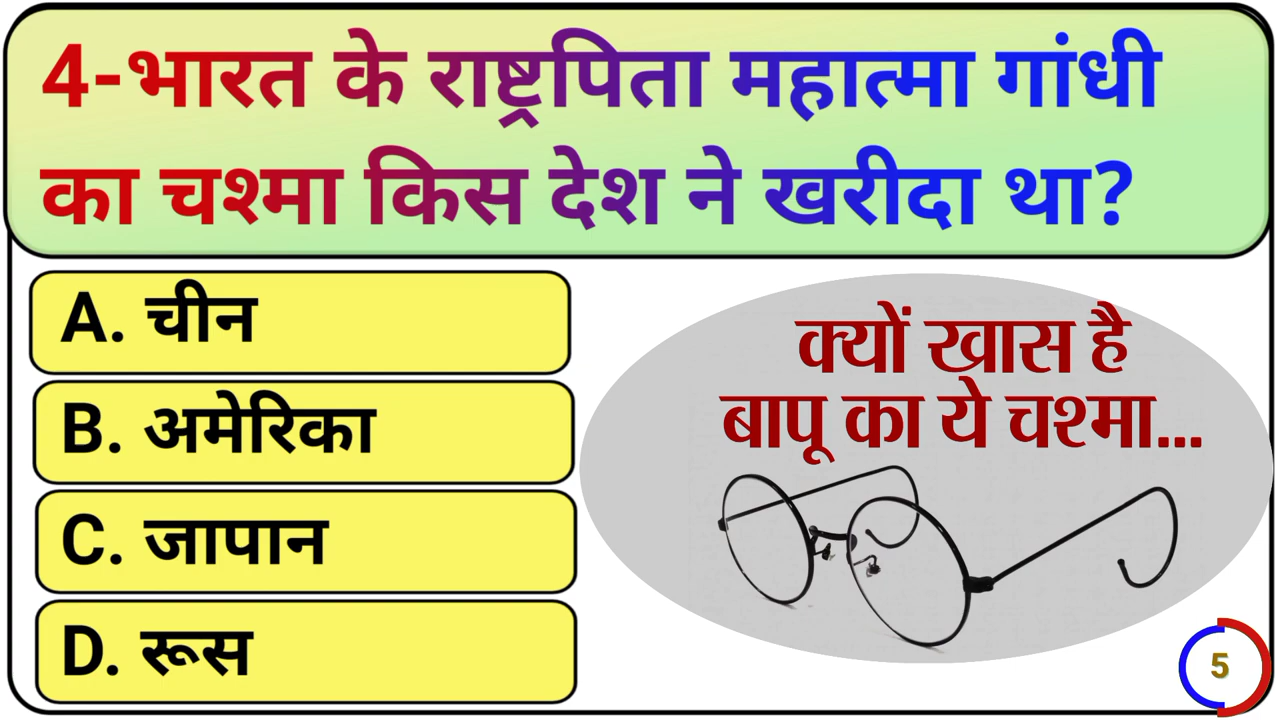 4-भारत के राष्ट्रपिता महात्मा गांधी
का चश्मा किस देश ने खरीदा था?
A. चीन
B. अमेरिका
C. जापान
D. रूस
क्यों खास है
बापू का ये चश्मा...
5